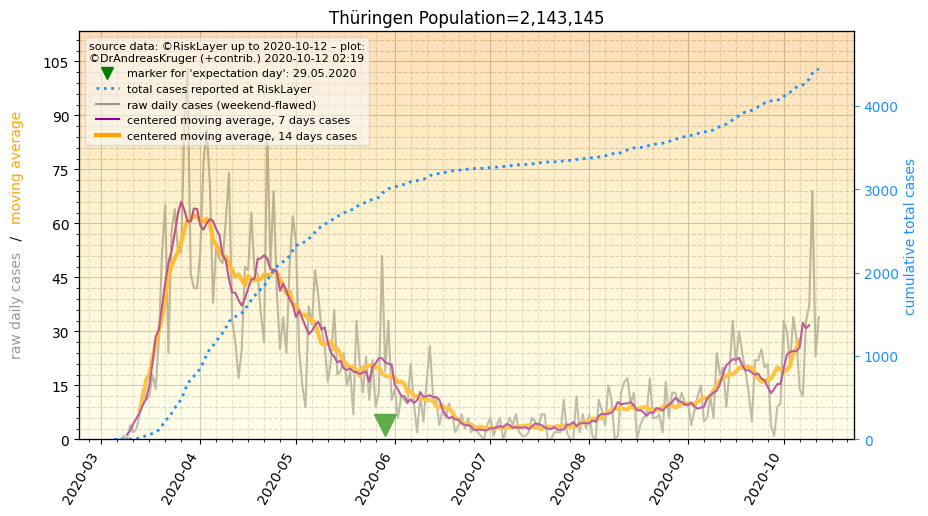 Thüringen Population=2,143,145
source data: ©RiskLayer up to 2020-10-12 – plot:
©DrAndreasKruger (+contrib.) 2020-10-12 02:19
marker for 'expectation day': 29.05.2020
total cases reported at RiskLayer
raw daily cases (weekend-flawed)
centered moving average, 7 days cases
centered moving average, 14 days cases
raw daily cases / moving average
105
90
75
60
45
30
15
0
cumulative total cases
4000
3000
2000
1000
0
2020-03
2020-04
2020-05
2020-06
2020-07
2020-08
2020-09
2020-10